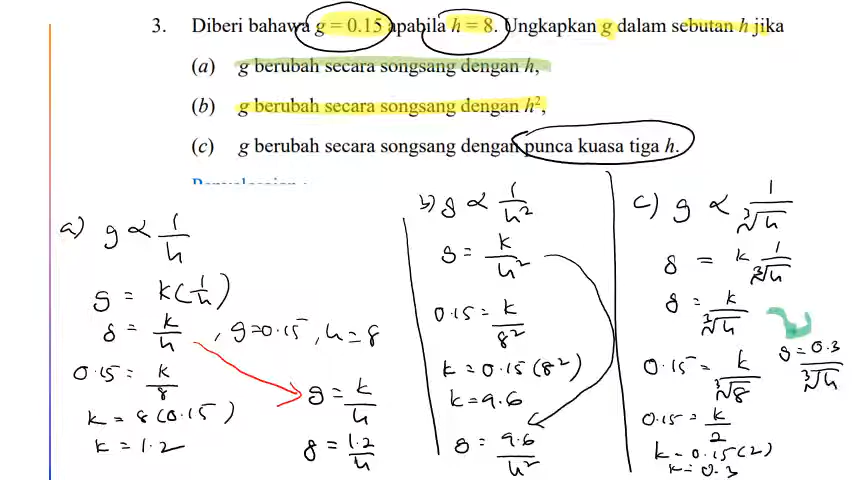 3. Diberi bahawa g = 0.15 apabila h = 8. Ungkapkan g dalam sebutan h jika
(a) g berubah secara songsang dengan h,
(b) g berubah secara songsang dengan h²,
(c) g berubah secara songsang dengan punca kuasa tiga h.
a) g ∝ 1/h
g = k(1/h)
g = k/h , g=0.15, h=8
0.15 = k/8
k = 8(0.15)
k = 1.2
g = k/h
g = 1.2/h
b) g ∝ 1/h²
g = k/h²
0.15 = k/8²
k = 0.15(8²)
k = 9.6
g = 9.6/h²
c) g ∝ 1/∛h
g = k 1/∛h
g = k/∛h
0.15 = k/∛8
0.15 = k/2
k = 0.15(2)
k = 0.3
g = 0.3/∛h